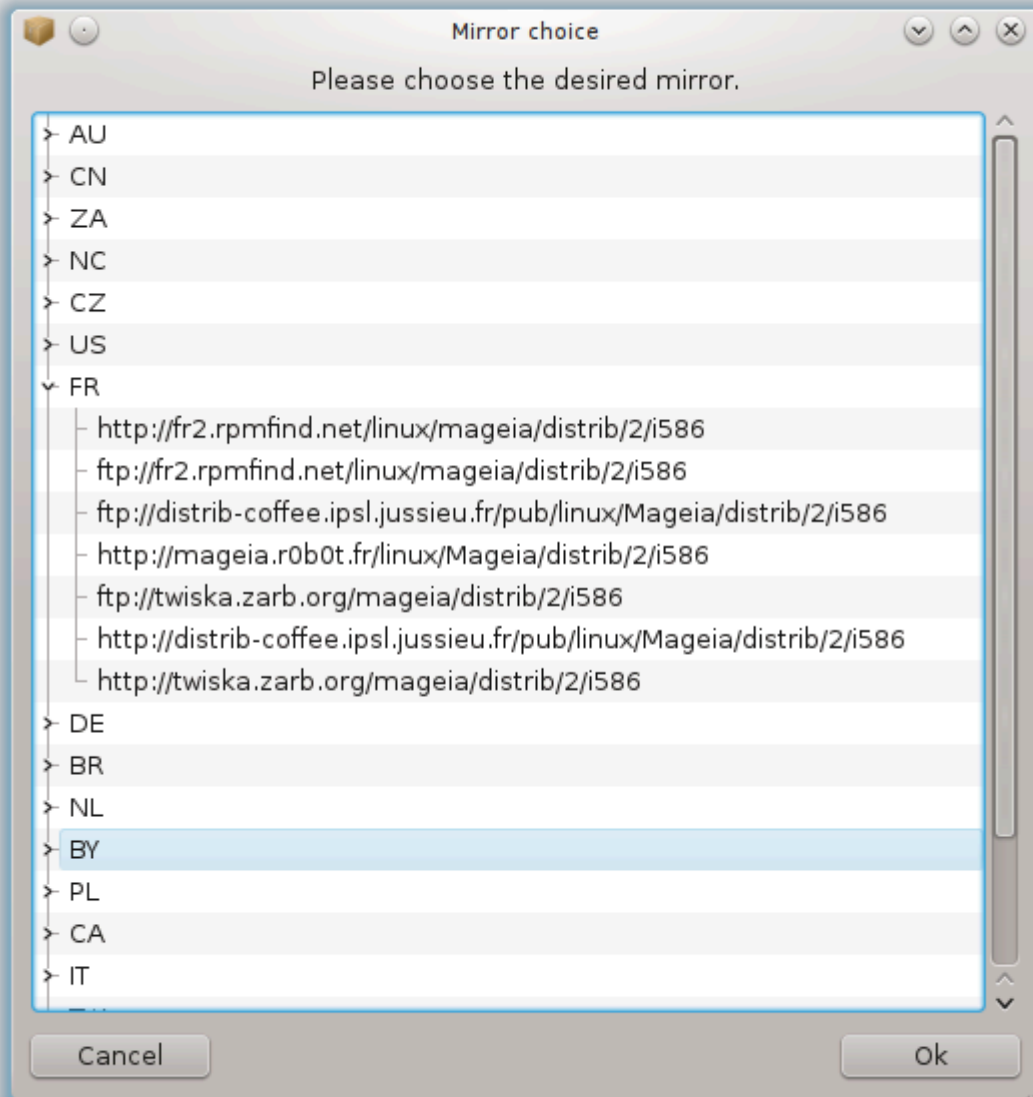 Mirror choice
Please choose the desired mirror.
AU
CN
ZA
NC
CZ
US
FR
http://fr2.rpmfind.net/linux/mageia/distrib/2/i586
ftp://fr2.rpmfind.net/linux/mageia/distrib/2/i586
ftp://distrib-coffee.ipsl.jussieu.fr/pub/linux/Mageia/distrib/2/i586
http://mageia.r0b0t.fr/linux/Mageia/distrib/2/i586
ftp://twiska.zarb.org/mageia/distrib/2/i586
http://distrib-coffee.ipsl.jussieu.fr/pub/linux/Mageia/distrib/2/i586
http://twiska.zarb.org/mageia/distrib/2/i586
DE
BR
NL
BY
PL
CA
IT
Cancel
Ok